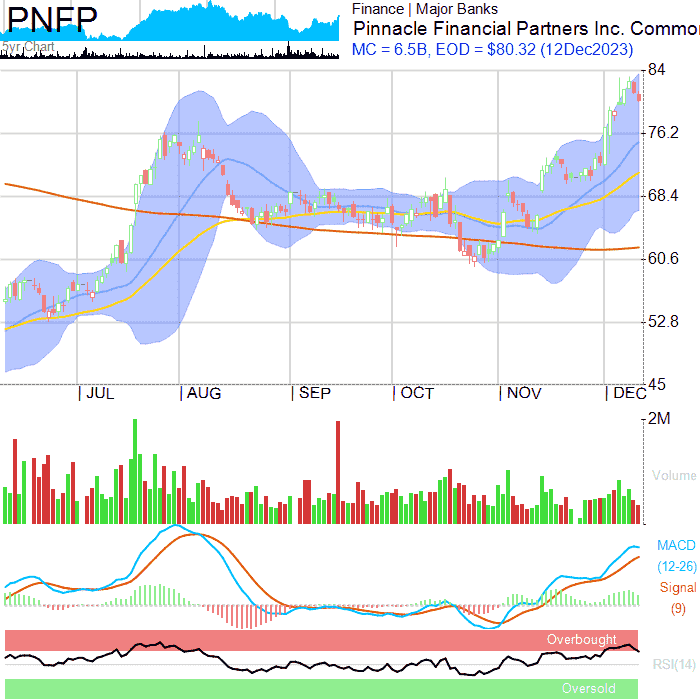 PNFP
5yr Chart
Finance | Major Banks
Pinnacle Financial Partners Inc. Commo
MC = 6.5B, EOD = $80.32 (12Dec2023)
84
76.2
68.4
60.6
52.8
45
| JUL | AUG | SEP | OCT | NOV | DEC
2M
Volume
MACD
(12-26)
Signal
(9)
Overbought
RSI(14)
Oversold